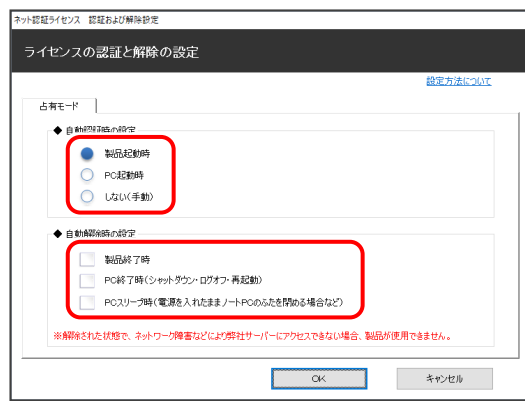 ネット認証ライセンス　認証および解除設定
ライセンスの認証と解除の設定
設定方法について
占有モード
◆ 自動認証時の設定
製品起動時
PC起動時
しない(手動)
◆ 自動解除時の設定
製品終了時
PC終了時(シャットダウン・ログオフ・再起動)
PCスリープ時(電源を入れたままノートPCのふたを閉める場合など)
※解除された状態で、ネットワーク障害などにより弊社サーバーにアクセスできない場合、製品が使用できません。
OK
キャンセル